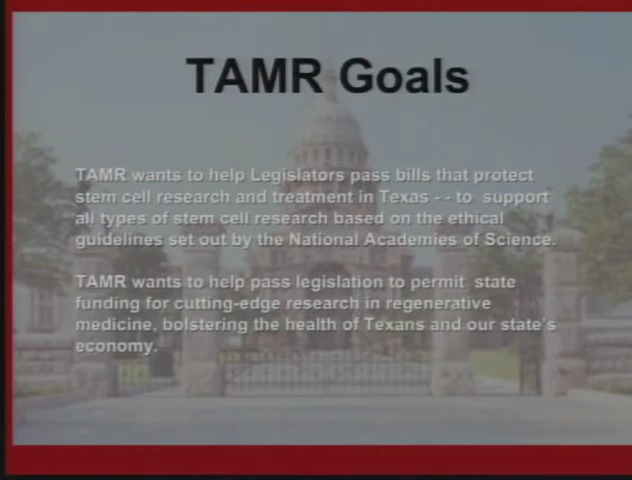 TAMR Goals
TAMR wants to help Legislators pass bills that protect
stem cell research and treatment in Texas - - to support
all types of stem cell research based on the ethical
guidelines set out by the National Academies of Science.
TAMR wants to help pass legislation to permit state
funding for cutting-edge research in regenerative
medicine, bolstering the health of Texans and our state's
economy.